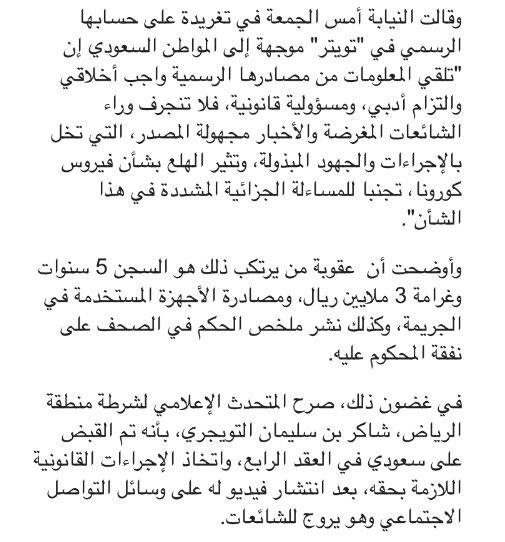 وقالت النيابة أمس الجمعة في تغريدة على حسابها
الرسمي في "تويتر" موجهة إلى المواطن السعودي إن
"تلقي المعلومات من مصادرها الرسمية واجب أخلاقي
والتزام أدبي، ومسؤولية قانونية، فلا تنجرف وراء
الشائعات المغرضة والأخبار مجهولة المصدر، التي تخل
بالإجراءات والجهود المبذولة، وتثير الهلع بشأن فيروس
كورونا، تجنبا للمساءلة الجزائية المشددة في هذا
الشأن".
وأوضحت أن عقوبة من يرتكب ذلك هو السجن 5 سنوات
وغرامة 3 ملايين ريال، ومصادرة الأجهزة المستخدمة في
الجريمة، وكذلك نشر ملخص الحكم في الصحف على
نفقة المحكوم عليه.
في غضون ذلك، صرح المتحدث الإعلامي لشرطة منطقة
الرياض، شاكر بن سليمان التويجري، بأنه تم القبض
على سعودي في العقد الرابع، واتخاذ الإجراءات القانونية
اللازمة بحقه، بعد انتشار فيديو له على وسائل التواصل
الاجتماعي وهو يروج للشائعات.